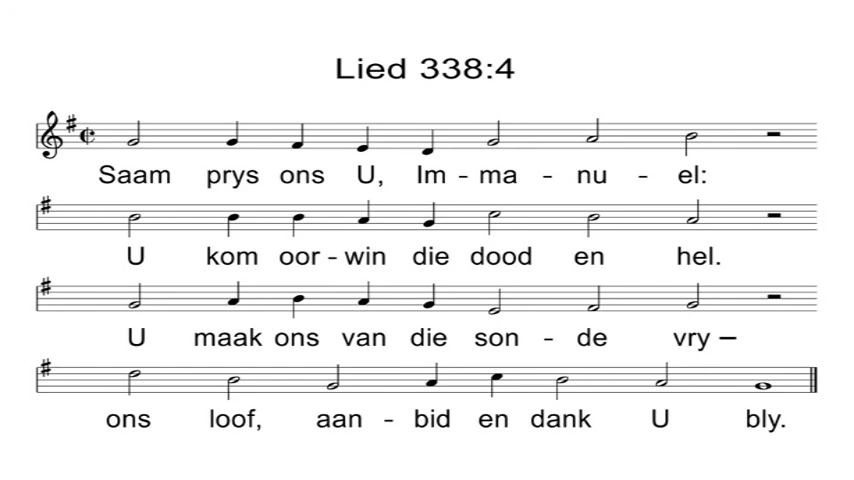 Lied 338:4
Saam prys ons U, Im - ma - nu - el:
U kom oor - win die dood en hel.
U maak ons van die son - de vry –
ons loof, aan - bid en dank U bly.